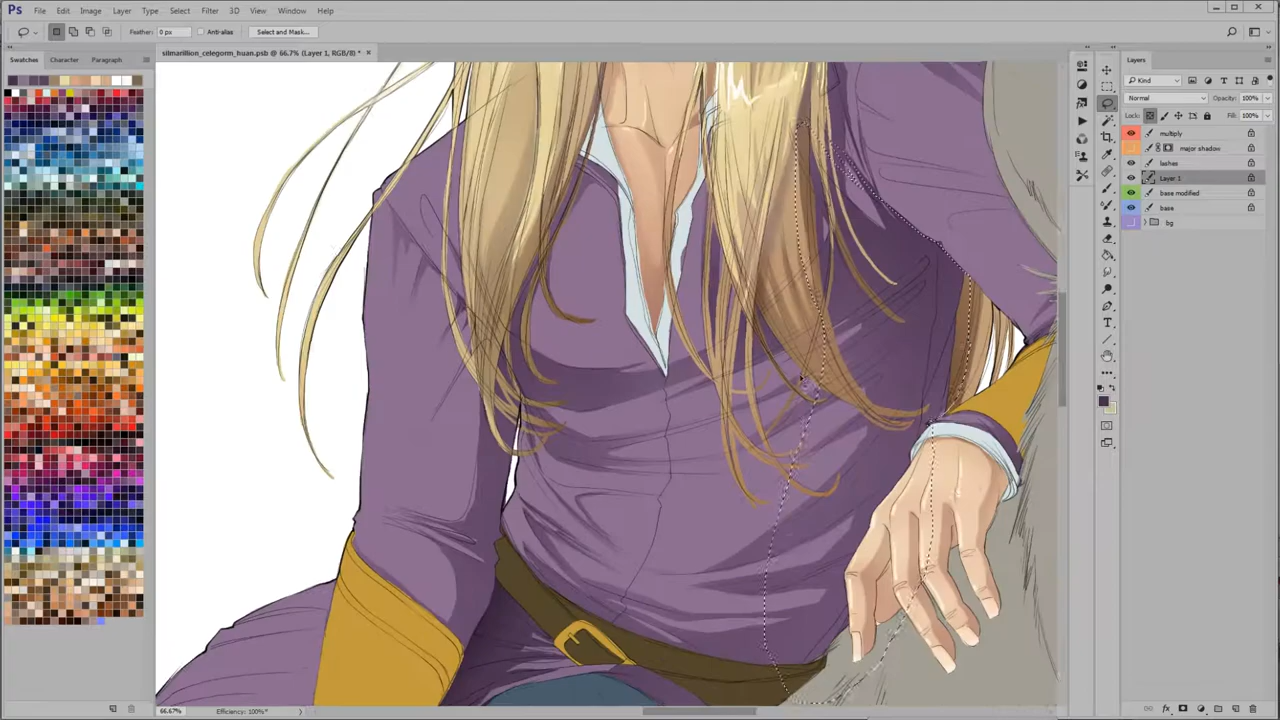 Ps File Edit Image Layer Type Select Filter 3D View Window Help
Feather: 0 px Anti-alias Select and Mask...
silmarillion_celegorm_huan.psb @ 66.7% (Layer 1, RGB/8) * ×
Swatches Character Paragraph
Layers
Kind
Normal Opacity: 100%
Lock: Fill: 100%
multiply
major shadow
lashes
Layer 1
base modified
base
bg
66.67% Efficiency: 100%*